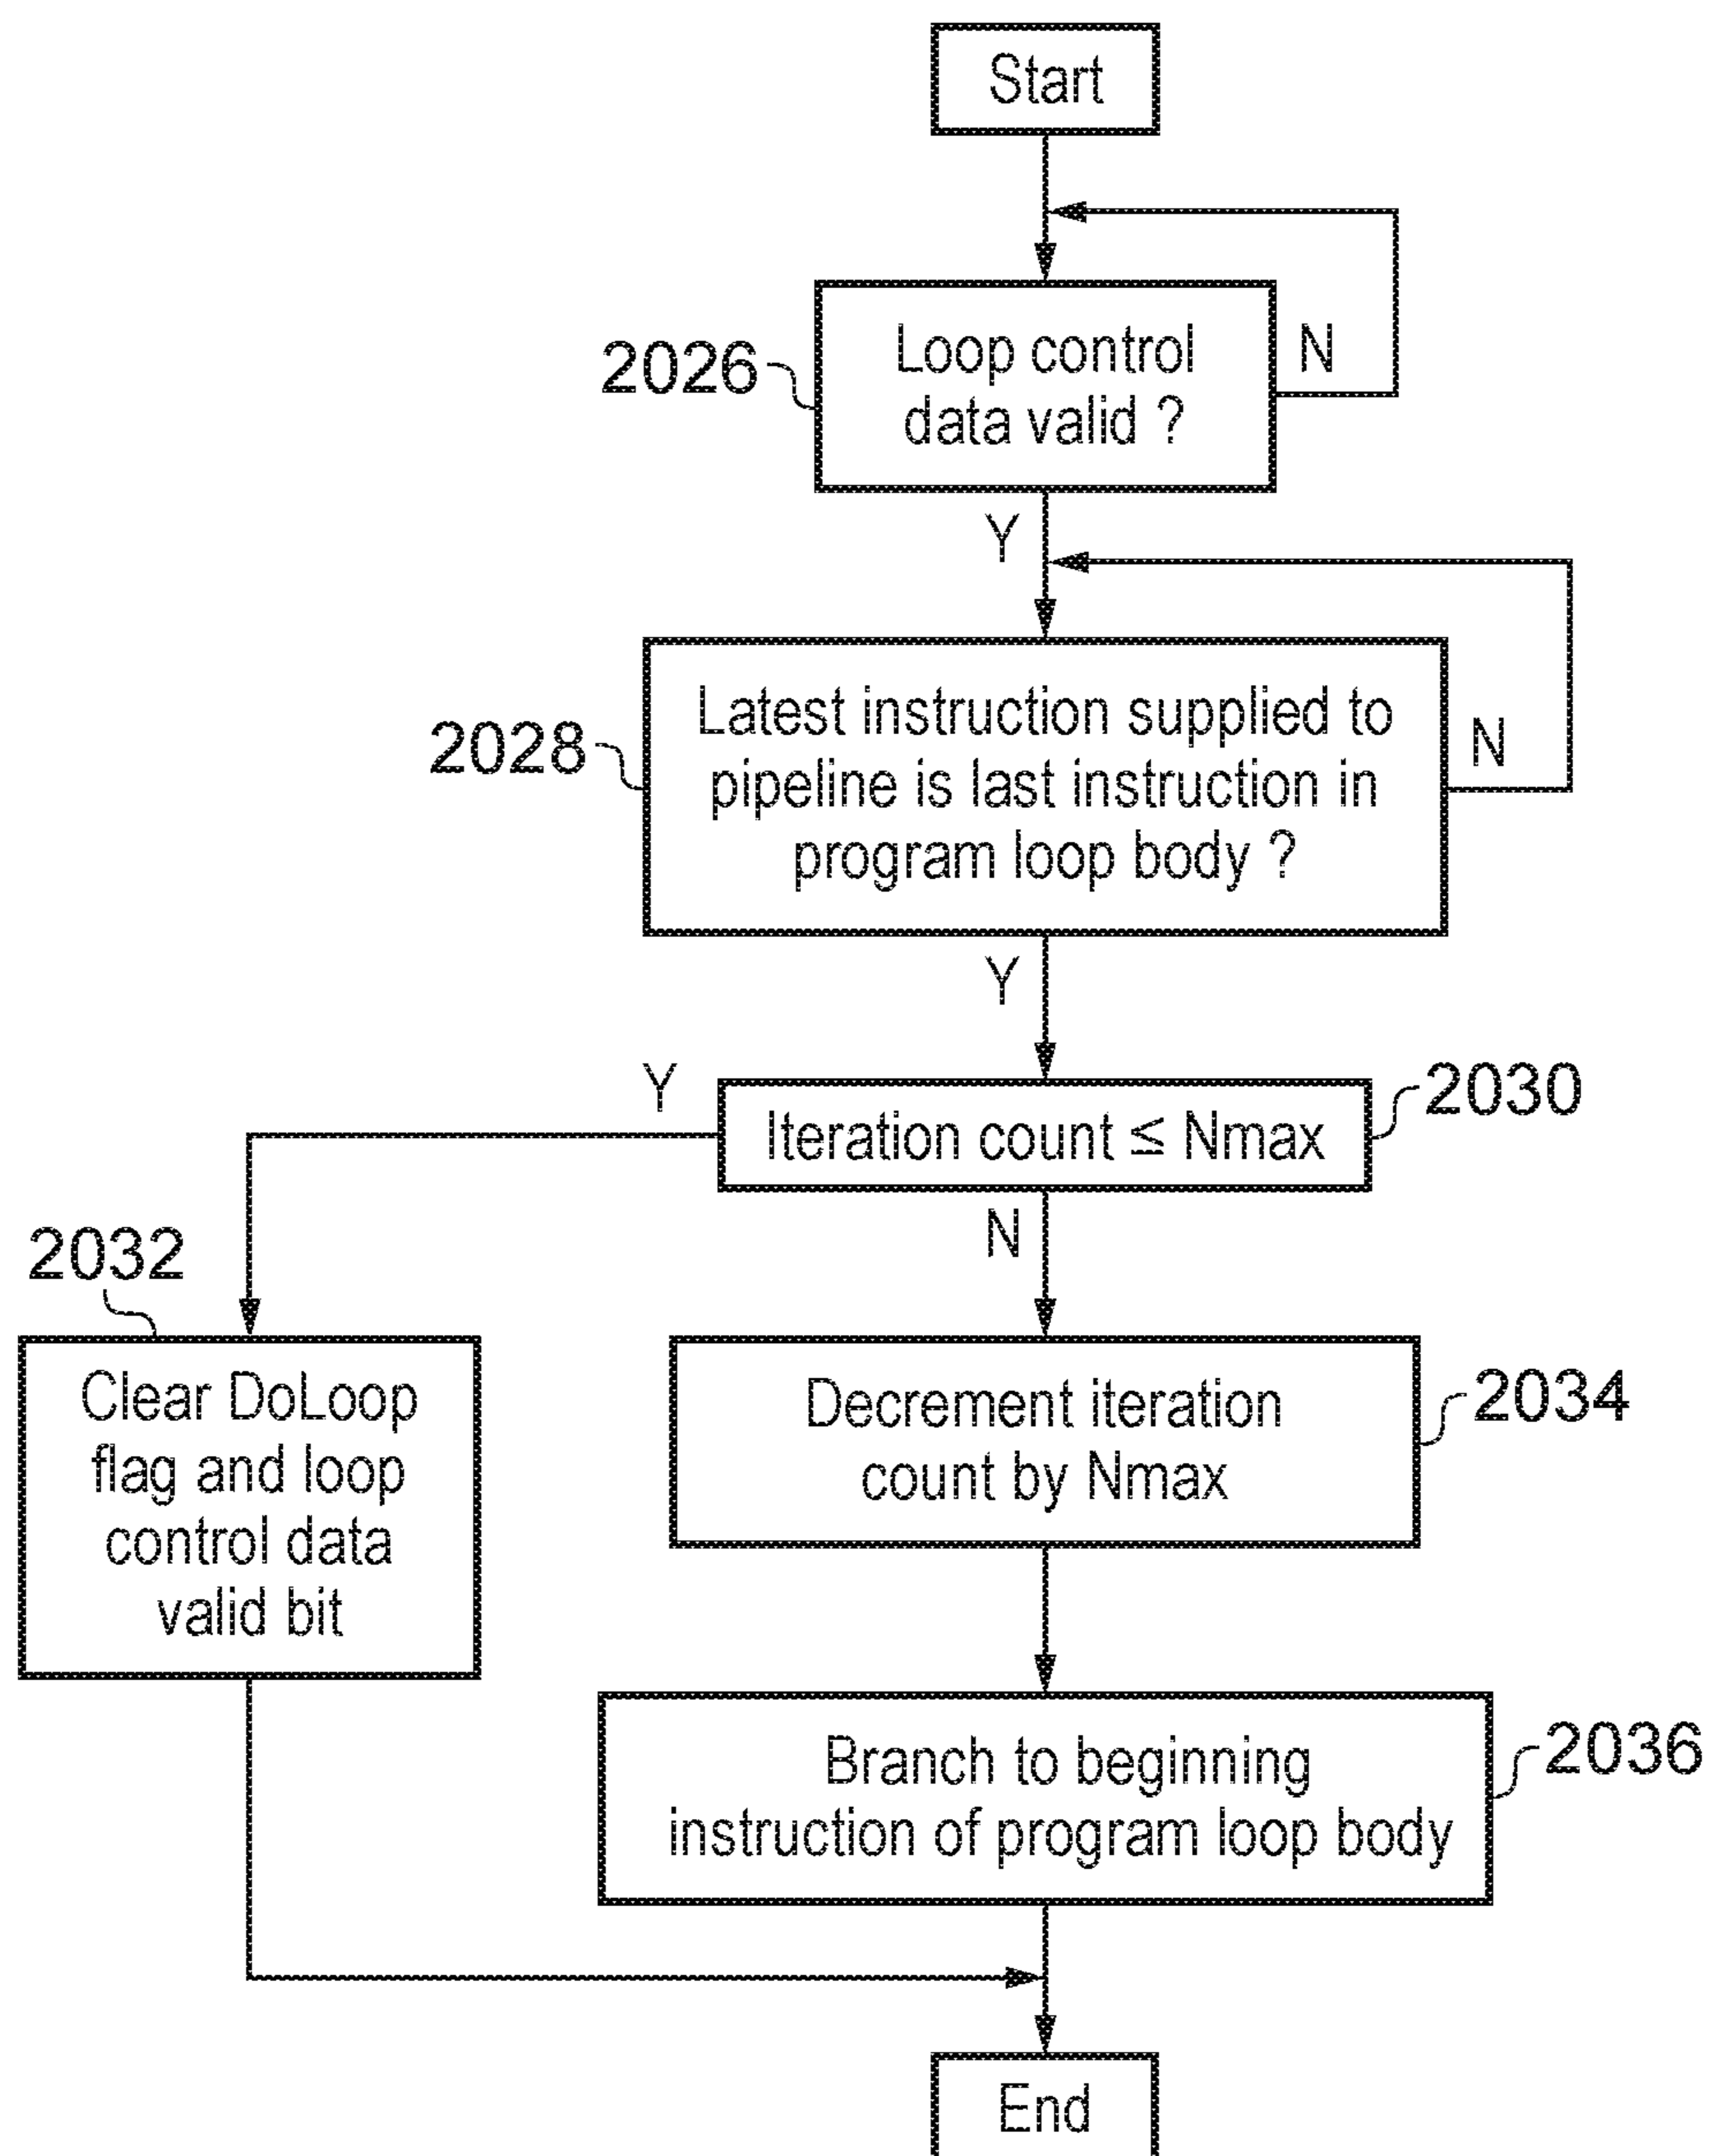 Start
2026
Loop control
data valid ?
N
Y
2028
Latest instruction supplied to
pipeline is last instruction in
program loop body ?
N
Y
Y
Iteration count ≤ Nmax
2030
N
2032
Clear DoLoop
flag and loop
control data
valid bit
Decrement iteration
count by Nmax
2034
Branch to beginning
instruction of program loop body
2036
End